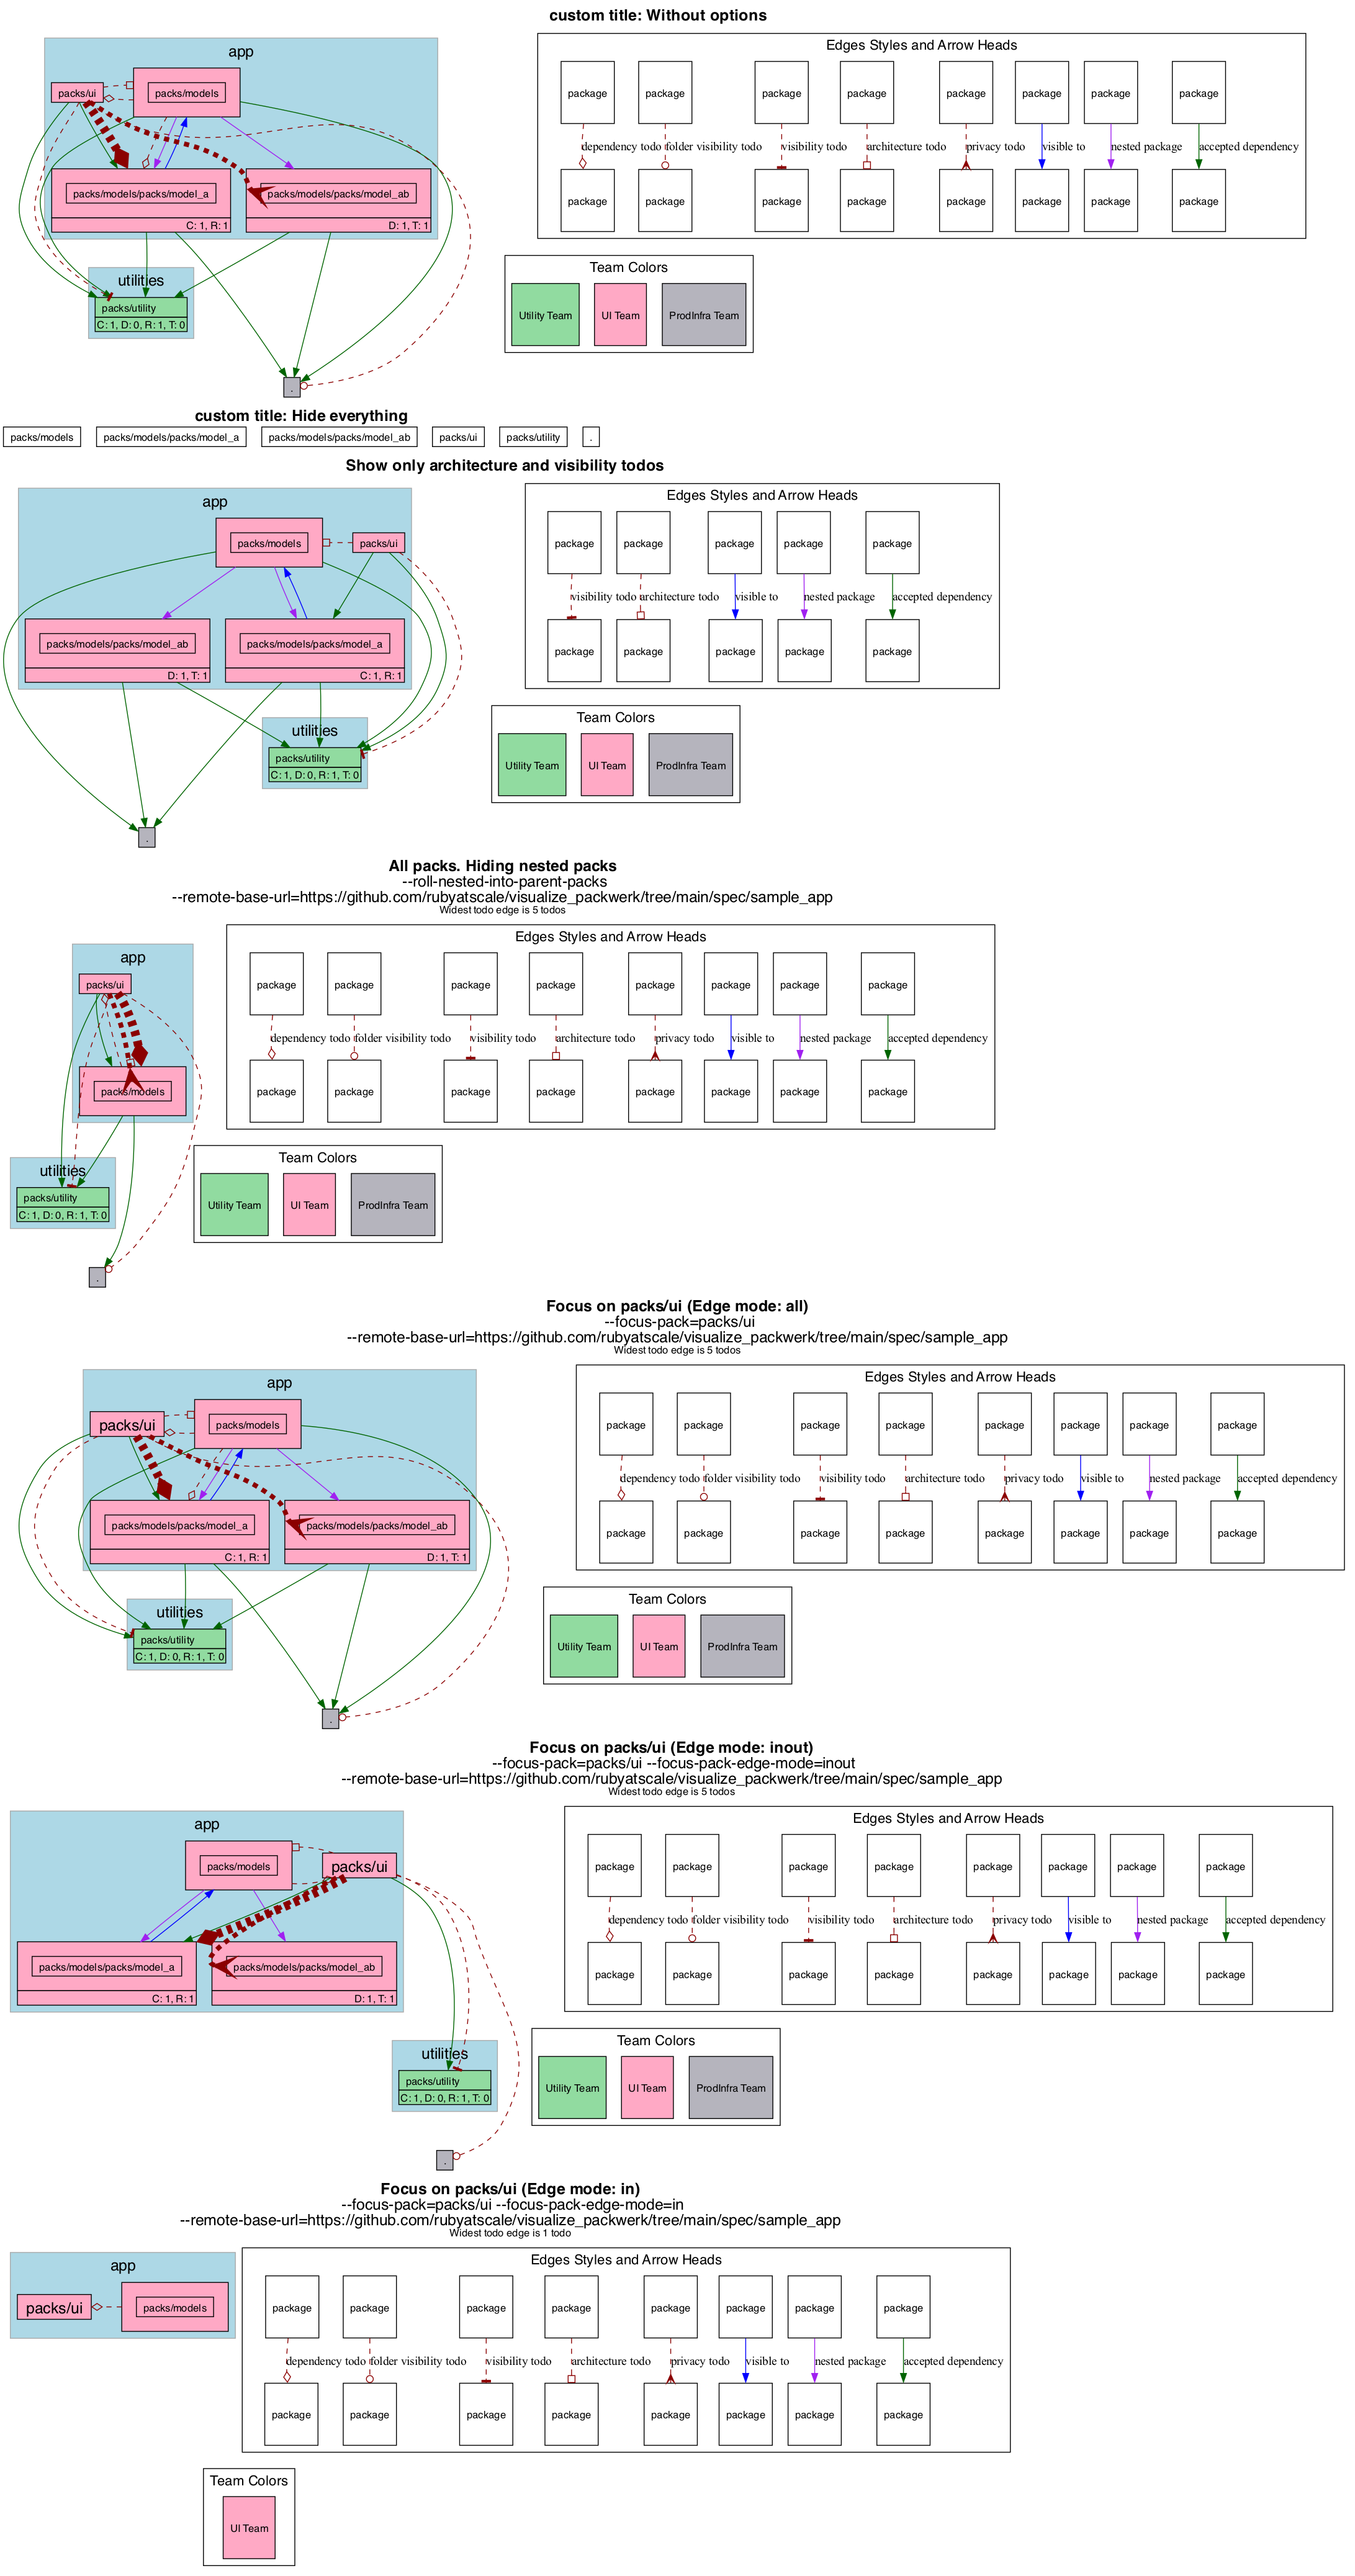 custom title: Without options
app
packs/ui
packs/models
packs/models/packs/model_a
C: 1, R: 1
packs/models/packs/model_ab
D: 1, T: 1
utilities
packs/utility
C: 1, D: 0, R: 1, T: 0
.
Edges Styles and Arrow Heads
package package package package package package package package
dependency todo folder visibility todo visibility todo architecture todo privacy todo visible to nested package accepted dependency
package package package package package package package package
Team Colors
Utility Team UI Team ProdInfra Team
custom title: Hide everything
packs/models packs/models/packs/model_a packs/models/packs/model_ab packs/ui packs/utility .
Show only architecture and visibility todos
app
packs/models
packs/ui
packs/models/packs/model_ab
D: 1, T: 1
packs/models/packs/model_a
C: 1, R: 1
utilities
packs/utility
C: 1, D: 0, R: 1, T: 0
.
Edges Styles and Arrow Heads
package package package package package
visibility todo architecture todo visible to nested package accepted dependency
package package package package package
Team Colors
Utility Team UI Team ProdInfra Team
All packs. Hiding nested packs
--roll-nested-into-parent-packs
--remote-base-url=https://github.com/rubyatscale/visualize_packwerk/tree/main/spec/sample_app
Widest todo edge is 5 todos
app
packs/ui
packs/models
utilities
packs/utility
C: 1, D: 0, R: 1, T: 0
.
Edges Styles and Arrow Heads
package package package package package package package package
dependency todo folder visibility todo visibility todo architecture todo privacy todo visible to nested package accepted dependency
package package package package package package package package
Team Colors
Utility Team UI Team ProdInfra Team
Focus on packs/ui (Edge mode: all)
--focus-pack=packs/ui
--remote-base-url=https://github.com/rubyatscale/visualize_packwerk/tree/main/spec/sample_app
Widest todo edge is 5 todos
app
packs/ui
packs/models
packs/models/packs/model_a
C: 1, R: 1
packs/models/packs/model_ab
D: 1, T: 1
utilities
packs/utility
C: 1, D: 0, R: 1, T: 0
.
Edges Styles and Arrow Heads
package package package package package package package package
dependency todo folder visibility todo visibility todo architecture todo privacy todo visible to nested package accepted dependency
package package package package package package package package
Team Colors
Utility Team UI Team ProdInfra Team
Focus on packs/ui (Edge mode: inout)
--focus-pack=packs/ui --focus-pack-edge-mode=inout
--remote-base-url=https://github.com/rubyatscale/visualize_packwerk/tree/main/spec/sample_app
Widest todo edge is 5 todos
app
packs/models
packs/ui
packs/models/packs/model_a
C: 1, R: 1
packs/models/packs/model_ab
D: 1, T: 1
utilities
packs/utility
C: 1, D: 0, R: 1, T: 0
.
Edges Styles and Arrow Heads
package package package package package package package package
dependency todo folder visibility todo visibility todo architecture todo privacy todo visible to nested package accepted dependency
package package package package package package package package
Team Colors
Utility Team UI Team ProdInfra Team
Focus on packs/ui (Edge mode: in)
--focus-pack=packs/ui --focus-pack-edge-mode=in
--remote-base-url=https://github.com/rubyatscale/visualize_packwerk/tree/main/spec/sample_app
Widest todo edge is 1 todo
app
packs/ui
packs/models
Edges Styles and Arrow Heads
package package package package package package package package
dependency todo folder visibility todo visibility todo architecture todo privacy todo visible to nested package accepted dependency
package package package package package package package package
Team Colors
UI Team